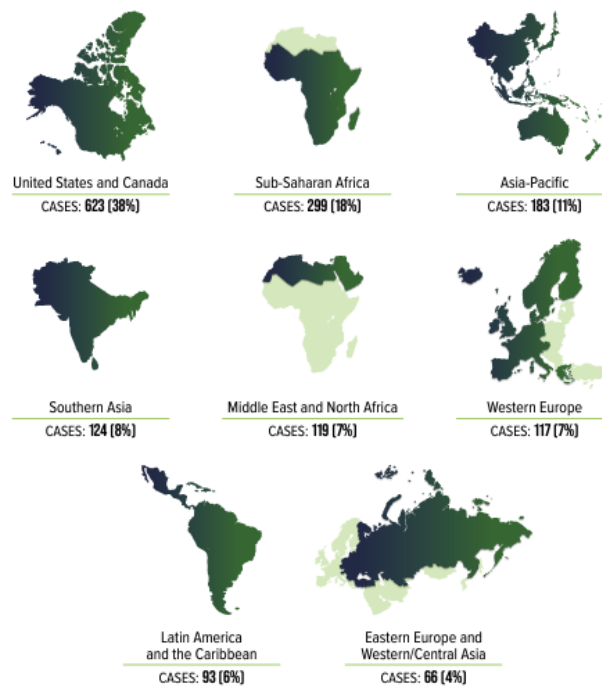 United States and Canada
CASES: 623 (38%)
Sub-Saharan Africa
CASES: 299 (18%)
Asia-Pacific
CASES: 183 (11%)
Southern Asia
CASES: 124 (8%)
Middle East and North Africa
CASES: 119 (7%)
Western Europe
CASES: 117 (7%)
Latin America
and the Caribbean
CASES: 93 (6%)
Eastern Europe and
Western/Central Asia
CASES: 66 (4%)